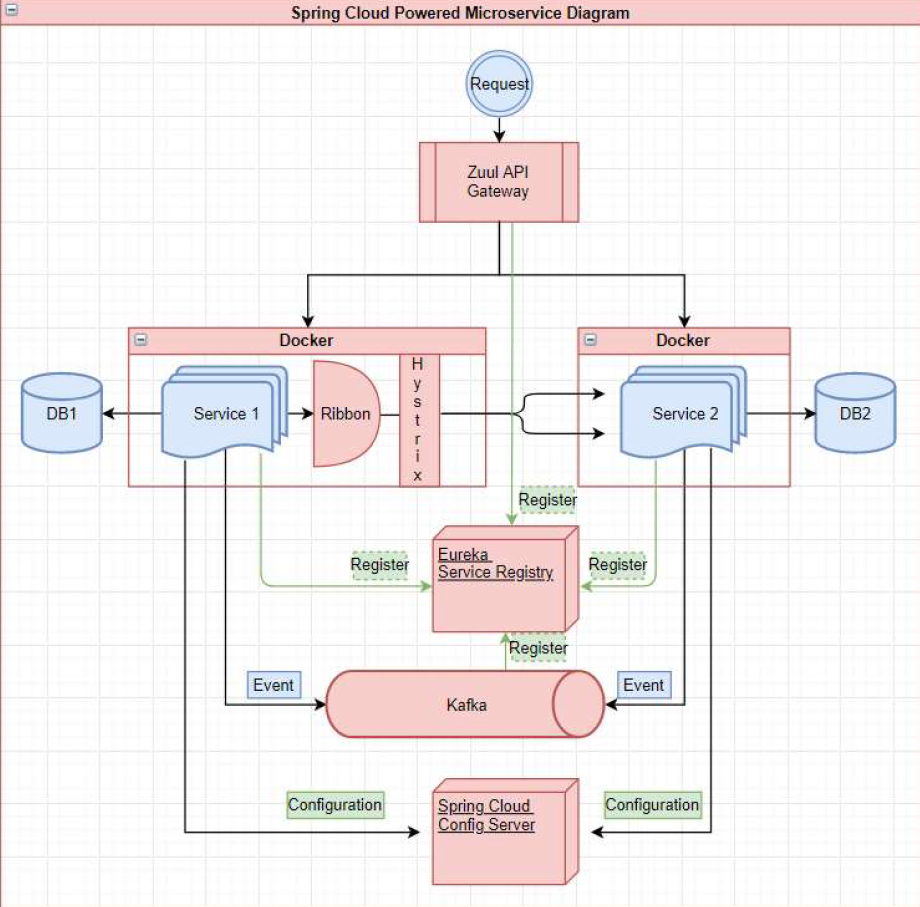 Spring Cloud Powered Microservice Diagram
Request
Zuul API
Gateway
Docker
Docker
DB1
Service 1
Ribbon
H
y
s
t
r
i
x
Service 2
DB2
Register
Eureka
Service Registry
Register
Register
Register
Event
Kafka
Event
Configuration
Spring Cloud
Config Server
Configuration